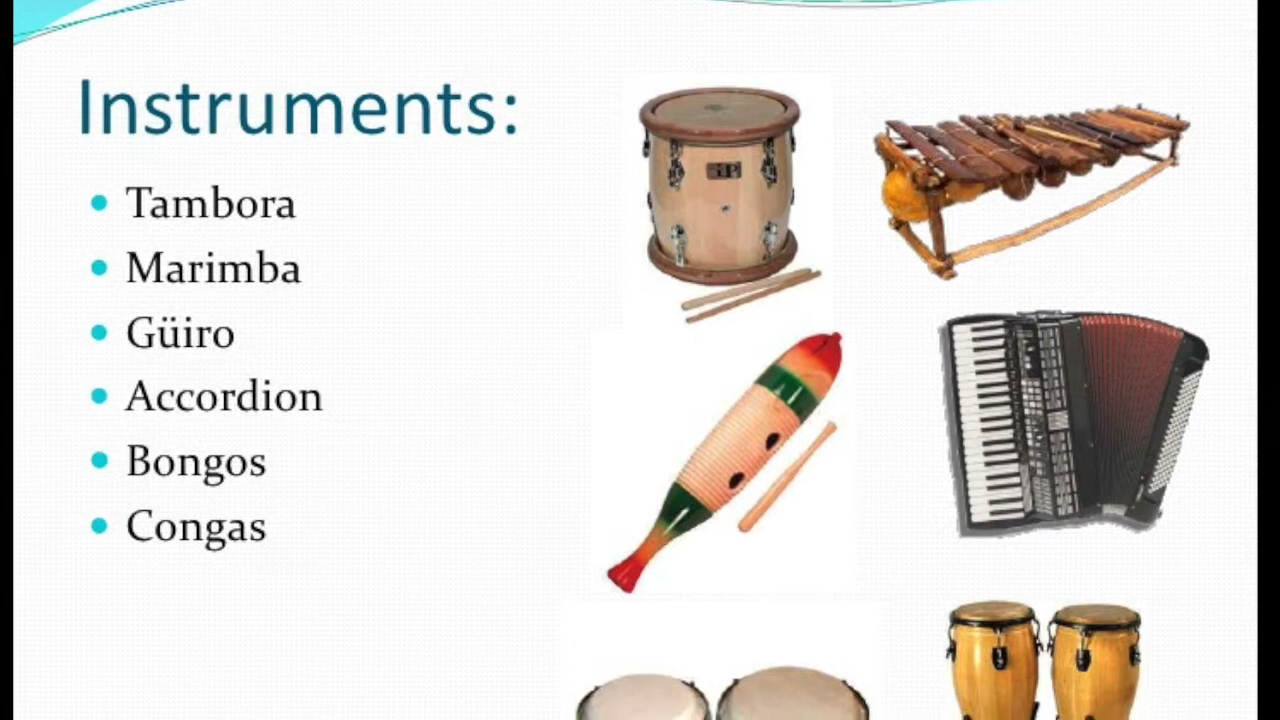 Instruments:
Tambora
Marimba
Güiro
Accordion
Bongos
Congas